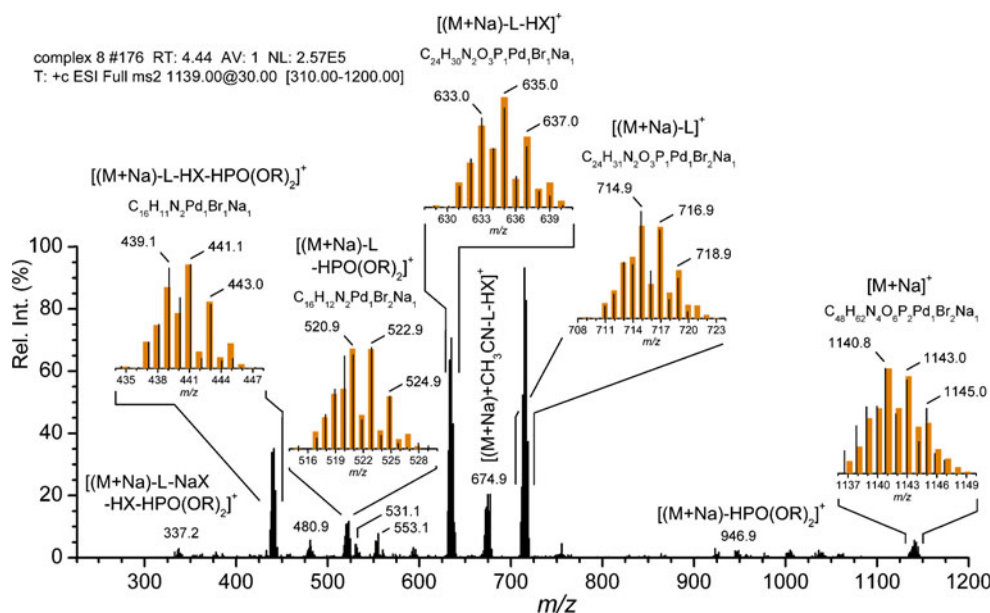 complex 8 #176 RT: 4.44 AV: 1 NL: 2.57E5
T: +c ESI Full ms2 1139.00@30.00 [310.00-1200.00]
[(M+Na)-L-HX]⁺
C₂₄H₃₀N₂O₃P₁Pd₁Br₁Na₁
633.0
635.0
637.0
630 633 636 639
m/z
[(M+Na)-L]⁺
C₂₄H₃₁N₂O₃P₁Pd₁Br₂Na₁
714.9
716.9
718.9
708 711 714 717 720 723
m/z
[(M+Na)-L-HX-HPO(OR)₂]⁺
C₁₆H₁₁N₂Pd₁Br₁Na₁
439.1
441.1
443.0
435 438 441 444 447
m/z
[(M+Na)-L
-HPO(OR)₂]⁺
C₁₆H₁₂N₂Pd₁Br₂Na₁
520.9
522.9
524.9
516 519 522 525 528
m/z
[M+Na]⁺
C₄₈H₆₂N₄O₆P₂Pd₁Br₂Na₁
1140.8
1143.0
1145.0
1137 1140 1143 1146 1149
m/z
[(M+Na)+CH₃CN-L-HX]⁺
674.9
[(M+Na)-L-NaX
-HX-HPO(OR)₂]⁺
337.2
480.9
531.1
553.1
[(M+Na)-HPO(OR)₂]⁺
946.9
Rel. Int. (%)
100
80
60
40
20
0
300 400 500 600 700 800 900 1000 1100 1200
m/z